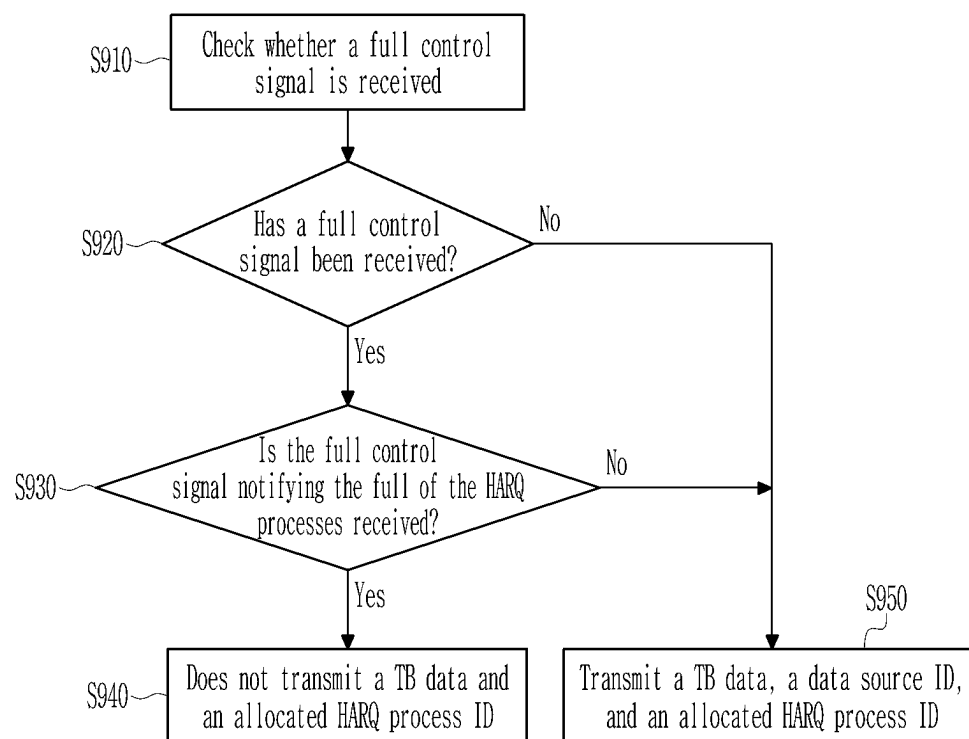 S910
Check whether a full control
signal is received
S920
Has a full control
signal been received?
No
Yes
S930
Is the full control
signal notifying the full of the HARQ
processes received?
No
Yes
S940
Does not transmit a TB data and
an allocated HARQ process ID
S950
Transmit a TB data, a data source ID,
and an allocated HARQ process ID